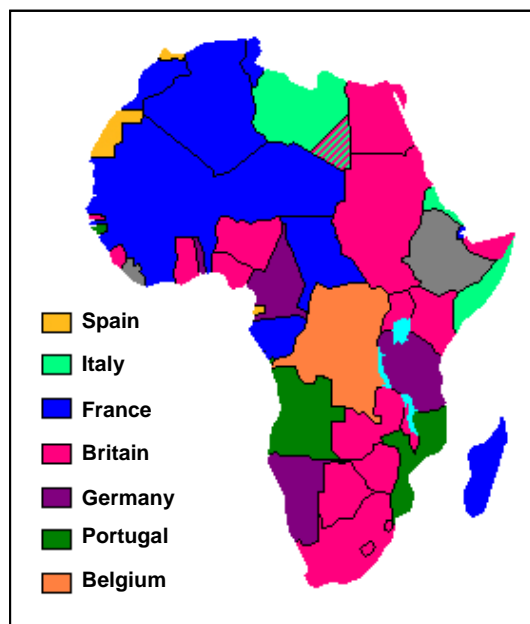 Spain
Italy
France
Britain
Germany
Portugal
Belgium